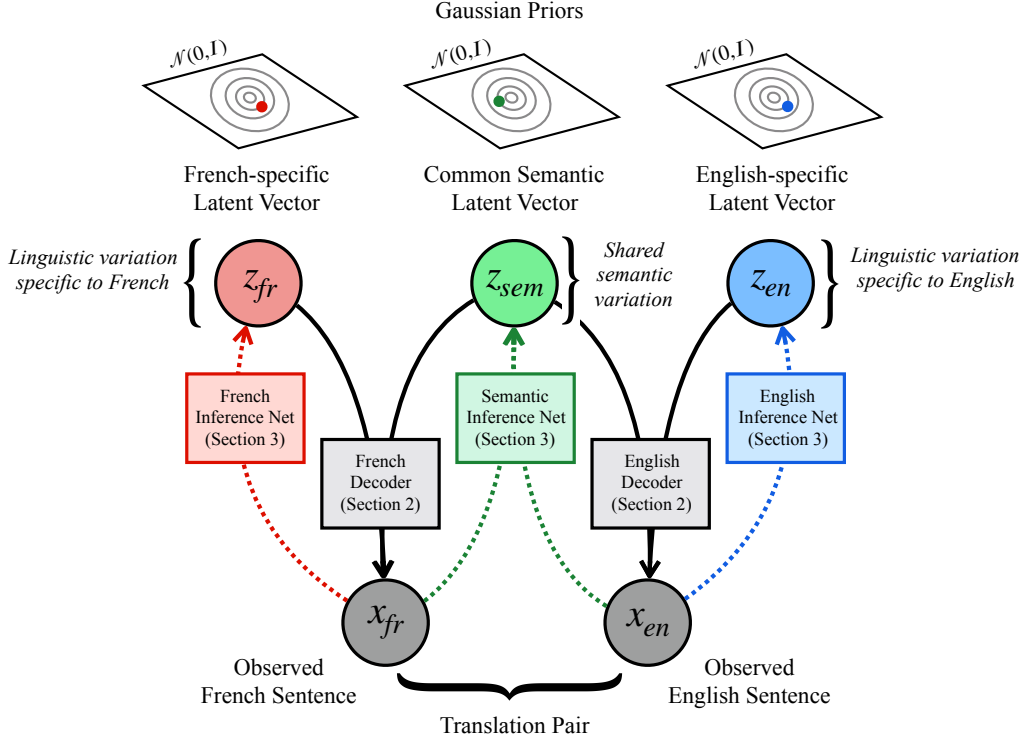 Gaussian Priors
𝒩(0,I)
𝒩(0,I)
𝒩(0,I)
French-specific
Latent Vector
Common Semantic
Latent Vector
English-specific
Latent Vector
Linguistic variation
specific to French
z_fr
z_sem
Shared
semantic
variation
z_en
Linguistic variation
specific to English
French
Inference Net
(Section 3)
Semantic
Inference Net
(Section 3)
English
Inference Net
(Section 3)
French
Decoder
(Section 2)
English
Decoder
(Section 2)
x_fr
x_en
Observed
French Sentence
Observed
English Sentence
Translation Pair